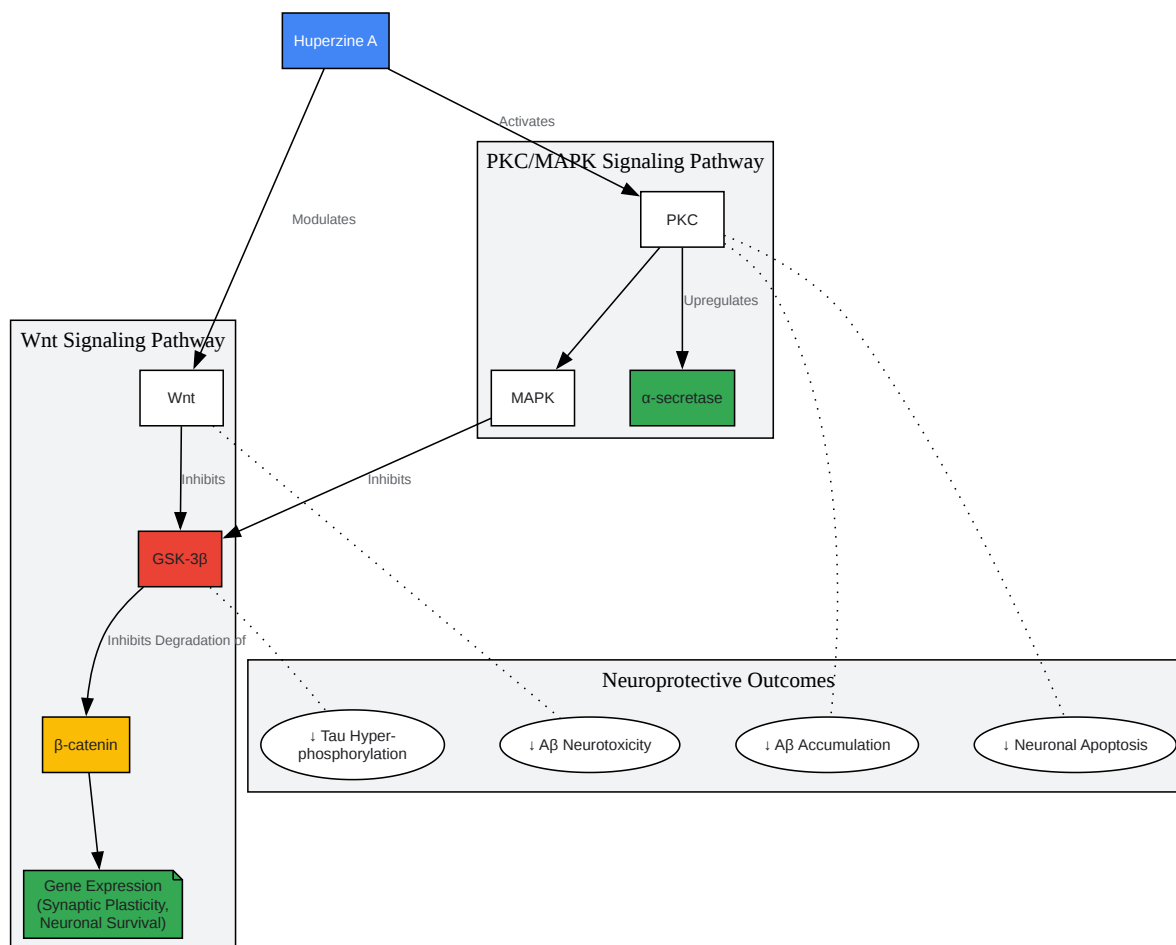 Huperzine A
Activates
PKC/MAPK Signaling Pathway
PKC
Modulates
Upregulates
Wnt Signaling Pathway
Wnt
MAPK
α-secretase
Inhibits
Inhibits
GSK-3β
Inhibits Degradation of
Neuroprotective Outcomes
↓ Tau Hyper-
phosphorylation
↓ Aβ Neurotoxicity
↓ Aβ Accumulation
↓ Neuronal Apoptosis
β-catenin
Gene Expression
(Synaptic Plasticity,
Neuronal Survival)